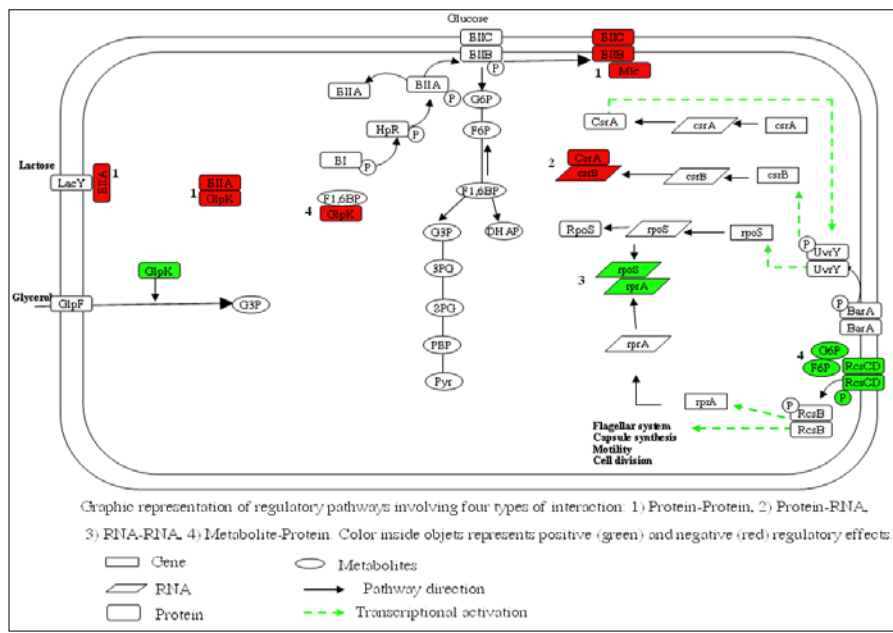 Glucose
BIIC
BIIC
BIIB
BIIB
P
1
Mlc
BIIA
BIIA
P
G6P
HpR
P
F6P
CsrA
csrA
csrA
BI
P
2
CsrA
csrB
csrB
csrB
Lactose
LacY
BIIA
1
1
BIIA
GlpK
F1,6BP
4
GlpK
F1,6BP
G3P
DHAP
RpoS
rpoS
rpoS
P
UvrY
UvrY
GlpK
3PG
3
rpoS
rprA
Glycerol
GlpF
G3P
2PG
P
BarA
BarA
PBP
rprA
4
G6P
F6P
RcsCD
RcsCD
P
Pyr
rprA
P
RcsB
RcsB
Flagellar system
Capsule synthesis
Motility
Cell division
Graphic representation of regulatory pathways involving four types of interaction: 1) Protein-Protein, 2) Protein-RNA,
3) RNA-RNA, 4) Metabolite-Protein. Color inside objets represents positive (green) and negative (red) regulatory effects.
Gene
Metabolites
RNA
Pathway direction
Protein
Transcriptional activation